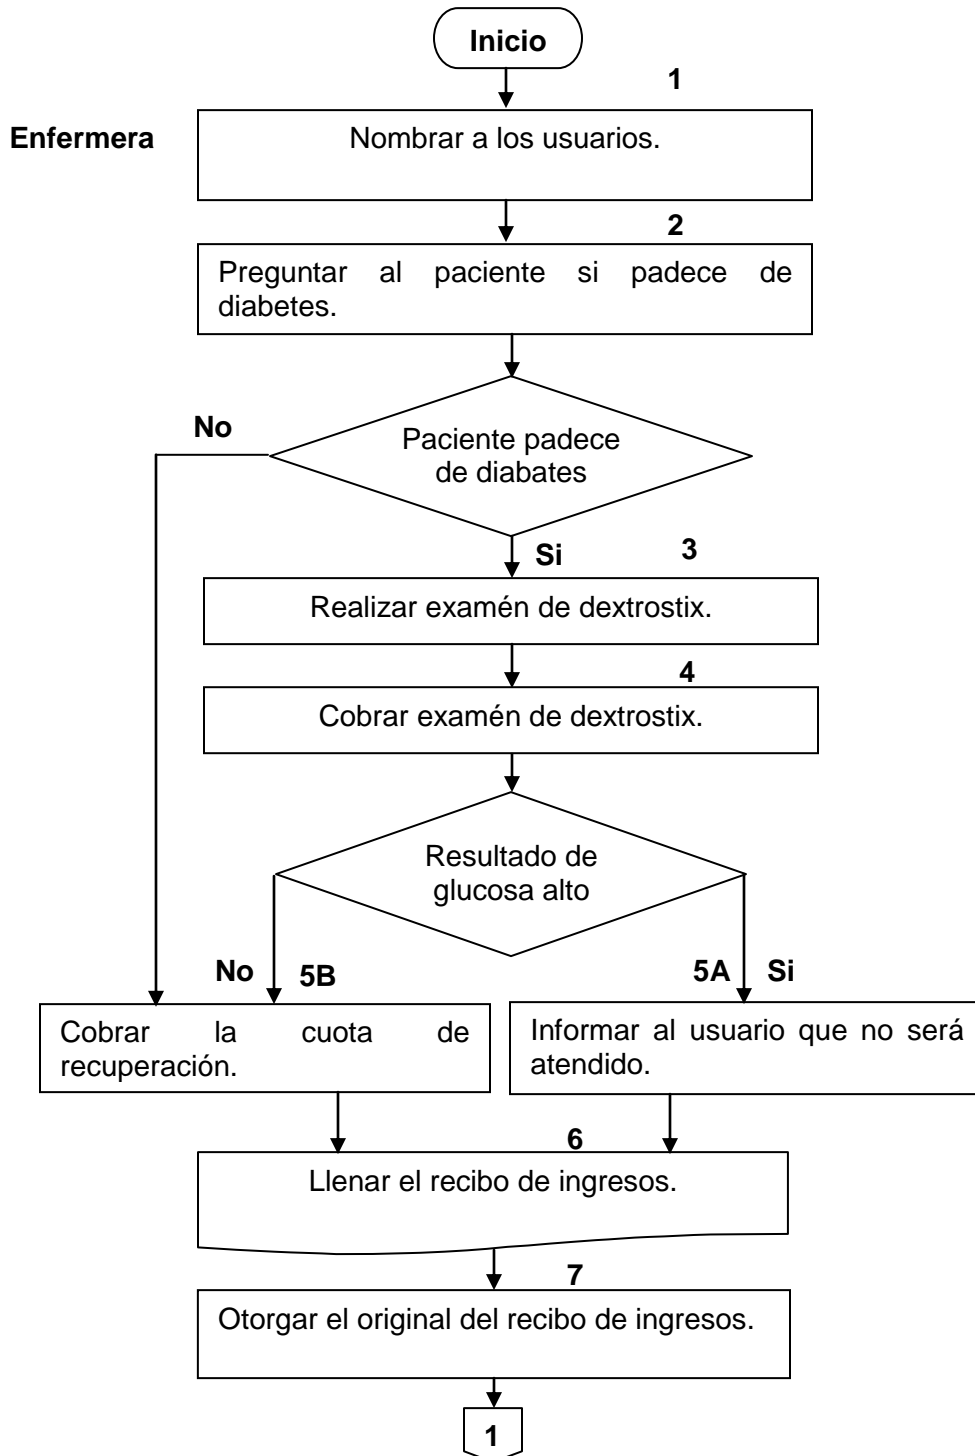 Inicio
1
Enfermera
Nombrar a los usuarios.
2
Preguntar al paciente si padece de
diabetes.
No
Paciente padece
de diabates
Si
3
Realizar examén de dextrostix.
4
Cobrar examén de dextrostix.
Resultado de
glucosa alto
No
5B
5A
Si
Cobrar la cuota de
recuperación.
Informar al usuario que no será
atendido.
6
Llenar el recibo de ingresos.
7
Otorgar el original del recibo de ingresos.
1